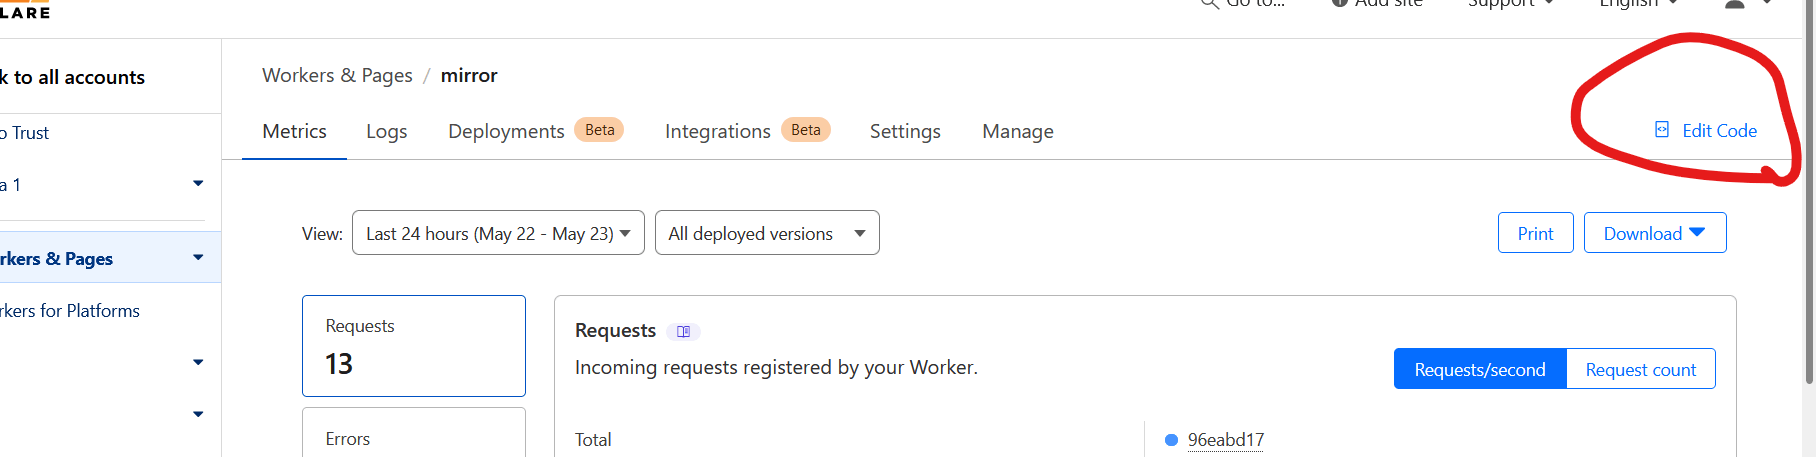 LARE
Go to...
Add site
Support
English
k to all accounts
o Trust
a 1
rkers & Pages
rkers for Platforms
Workers & Pages / mirror
Metrics
Logs
Deployments Beta
Integrations Beta
Settings
Manage
Edit Code
View: Last 24 hours (May 22 - May 23) All deployed versions
Print
Download
Requests
13
Errors
Requests
Incoming requests registered by your Worker.
Requests/second
Request count
Total
96eabd17